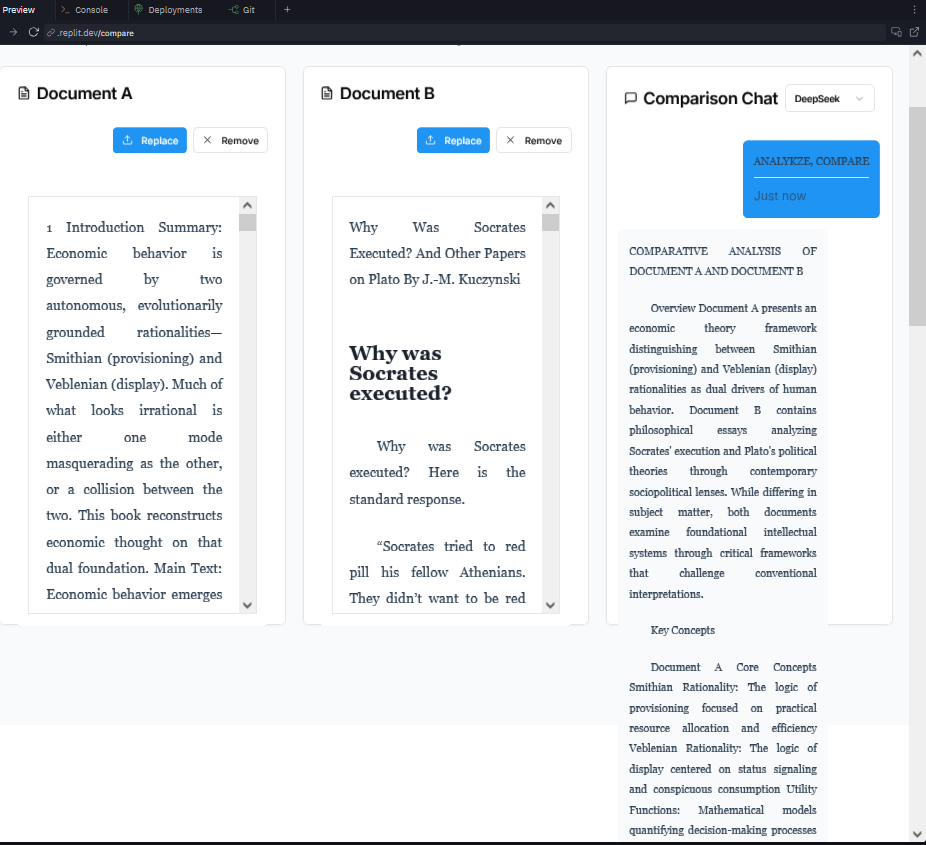 Preview
Console
Deployments
Git
.replit.dev/compare
Document A
Replace
Remove
1 Introduction Summary:
Economic behavior is
governed by two
autonomous, evolutionarily
grounded rationalities—
Smithian (provisioning) and
Veblenian (display). Much of
what looks irrational is
either one mode
masquerading as the other,
or a collision between the
two. This book reconstructs
economic thought on that
dual foundation. Main Text:
Economic behavior emerges
Document B
Replace
Remove
Why Was Socrates
Executed? And Other Papers
on Plato By J.-M. Kuczynski
Why was
Socrates
executed?
Why was Socrates
executed? Here is the
standard response.
“Socrates tried to red
pill his fellow Athenians.
They didn’t want to be red
Comparison Chat
DeepSeek
ANALYKZE, COMPARE
Just now
COMPARATIVE ANALYSIS OF
DOCUMENT A AND DOCUMENT B
Overview Document A presents an
economic theory framework
distinguishing between Smithian
(provisioning) and Veblenian (display)
rationalities as dual drivers of human
behavior. Document B contains
philosophical essays analyzing
Socrates' execution and Plato's political
theories through contemporary
sociopolitical lenses. While differing in
subject matter, both documents
examine foundational intellectual
systems through critical frameworks
that challenge conventional
interpretations.
Key Concepts
Document A Core Concepts
Smithian Rationality: The logic of
provisioning focused on practical
resource allocation and efficiency
Veblenian Rationality: The logic of
display centered on status signaling
and conspicuous consumption Utility
Functions: Mathematical models
quantifying decision-making processes